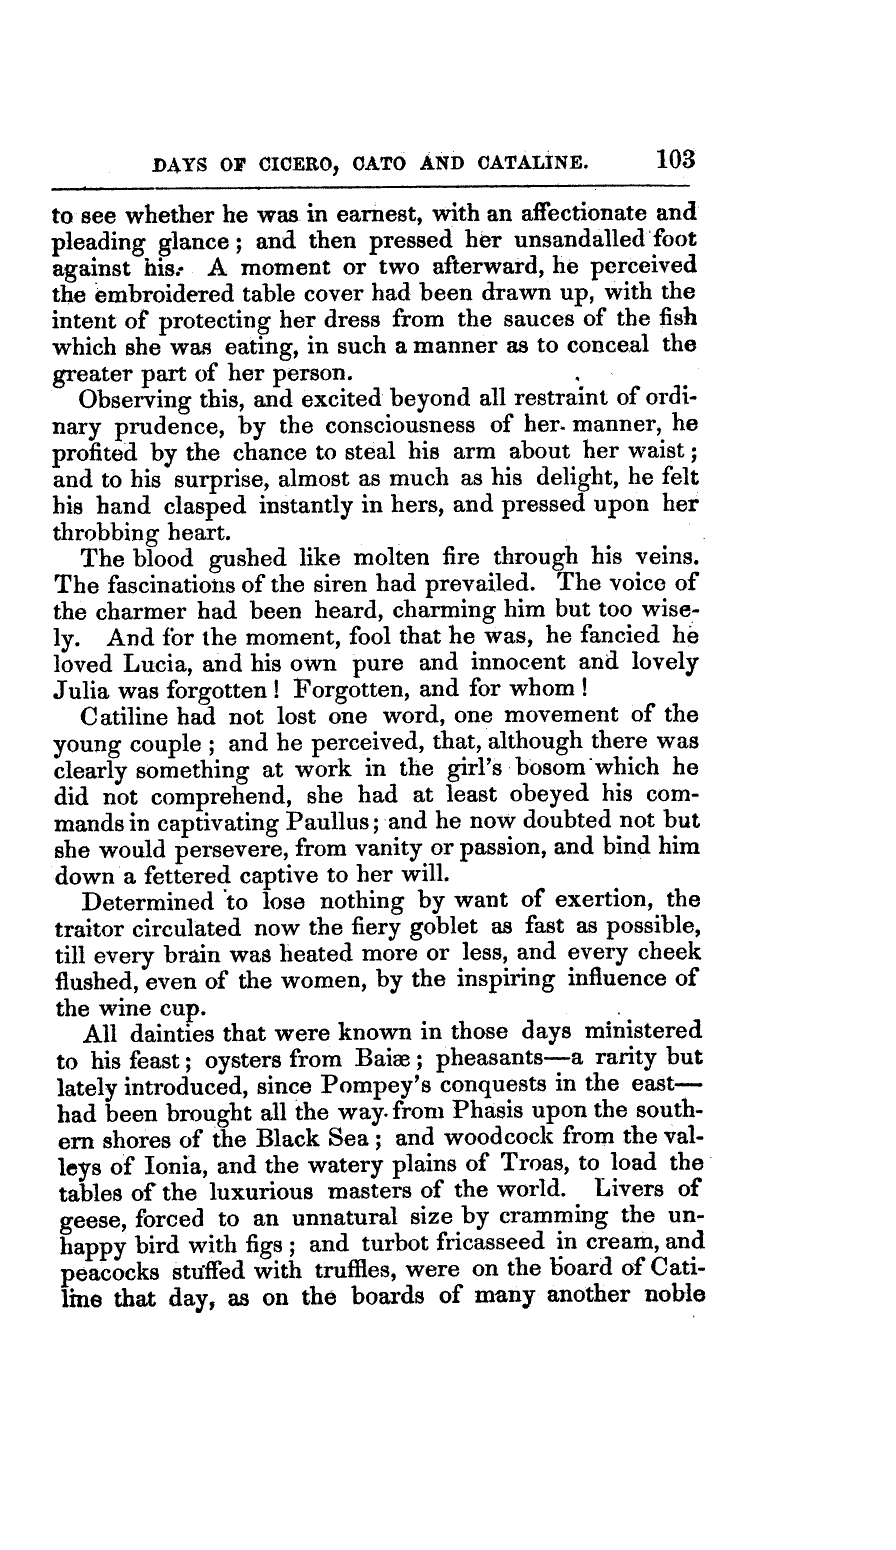 DAYS OF CICERO, CATO AND CATALINE. 103
to see whether he was in earnest, with an affectionate and
pleading glance ; and then pressed her unsandalled foot
against his. A moment or two afterward, he perceived
the embroidered table cover had been drawn up, with the
intent of protecting her dress from the sauces of the fish
which she was eating, in such a manner as to conceal the
greater part of her person.
Observing this, and excited beyond all restraint of ordi-
nary prudence, by the consciousness of her manner, he
profited by the chance to steal his arm about her waist ;
and to his surprise, almost as much as his delight, he felt
his hand clasped instantly in hers, and pressed upon her
throbbing heart.
The blood gushed like molten fire through his veins.
The fascinations of the siren had prevailed. The voice of
the charmer had been heard, charming him but too wise-
ly. And for the moment, fool that he was, he fancied he
loved Lucia, and his own pure and innocent and lovely
Julia was forgotten ! Forgotten, and for whom !
Catiline had not lost one word, one movement of the
young couple ; and he perceived, that, although there was
clearly something at work in the girl's bosom which he
did not comprehend, she had at least obeyed his com-
mands in captivating Paullus ; and he now doubted not but
she would persevere, from vanity or passion, and bind him
down a fettered captive to her will.
Determined to lose nothing by want of exertion, the
traitor circulated now the fiery goblet as fast as possible,
till every brain was heated more or less, and every cheek
flushed, even of the women, by the inspiring influence of
the wine cup.
All dainties that were known in those days ministered
to his feast ; oysters from Baiæ ; pheasants—a rarity but
lately introduced, since Pompey's conquests in the east—
had been brought all the way from Phasis upon the south-
ern shores of the Black Sea ; and woodcock from the val-
leys of Ionia, and the watery plains of Troas, to load the
tables of the luxurious masters of the world. Livers of
geese, forced to an unnatural size by cramming the un-
happy bird with figs ; and turbot fricasseed in cream, and
peacocks stuffed with truffles, were on the board of Cati-
line that day, as on the boards of many another noble